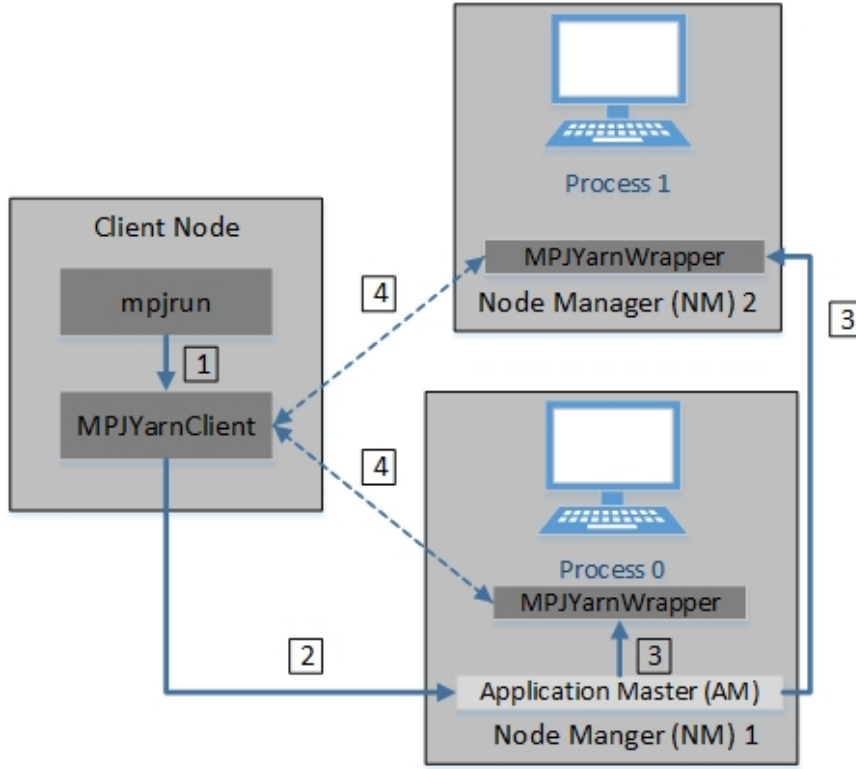 Process 1
MPJYarnWrapper
Node Manager (NM) 2
Client Node
mpjrun
1
MPJYarnClient
4
3
4
Process 0
MPJYarnWrapper
2
3
Application Master (AM)
Node Manger (NM) 1